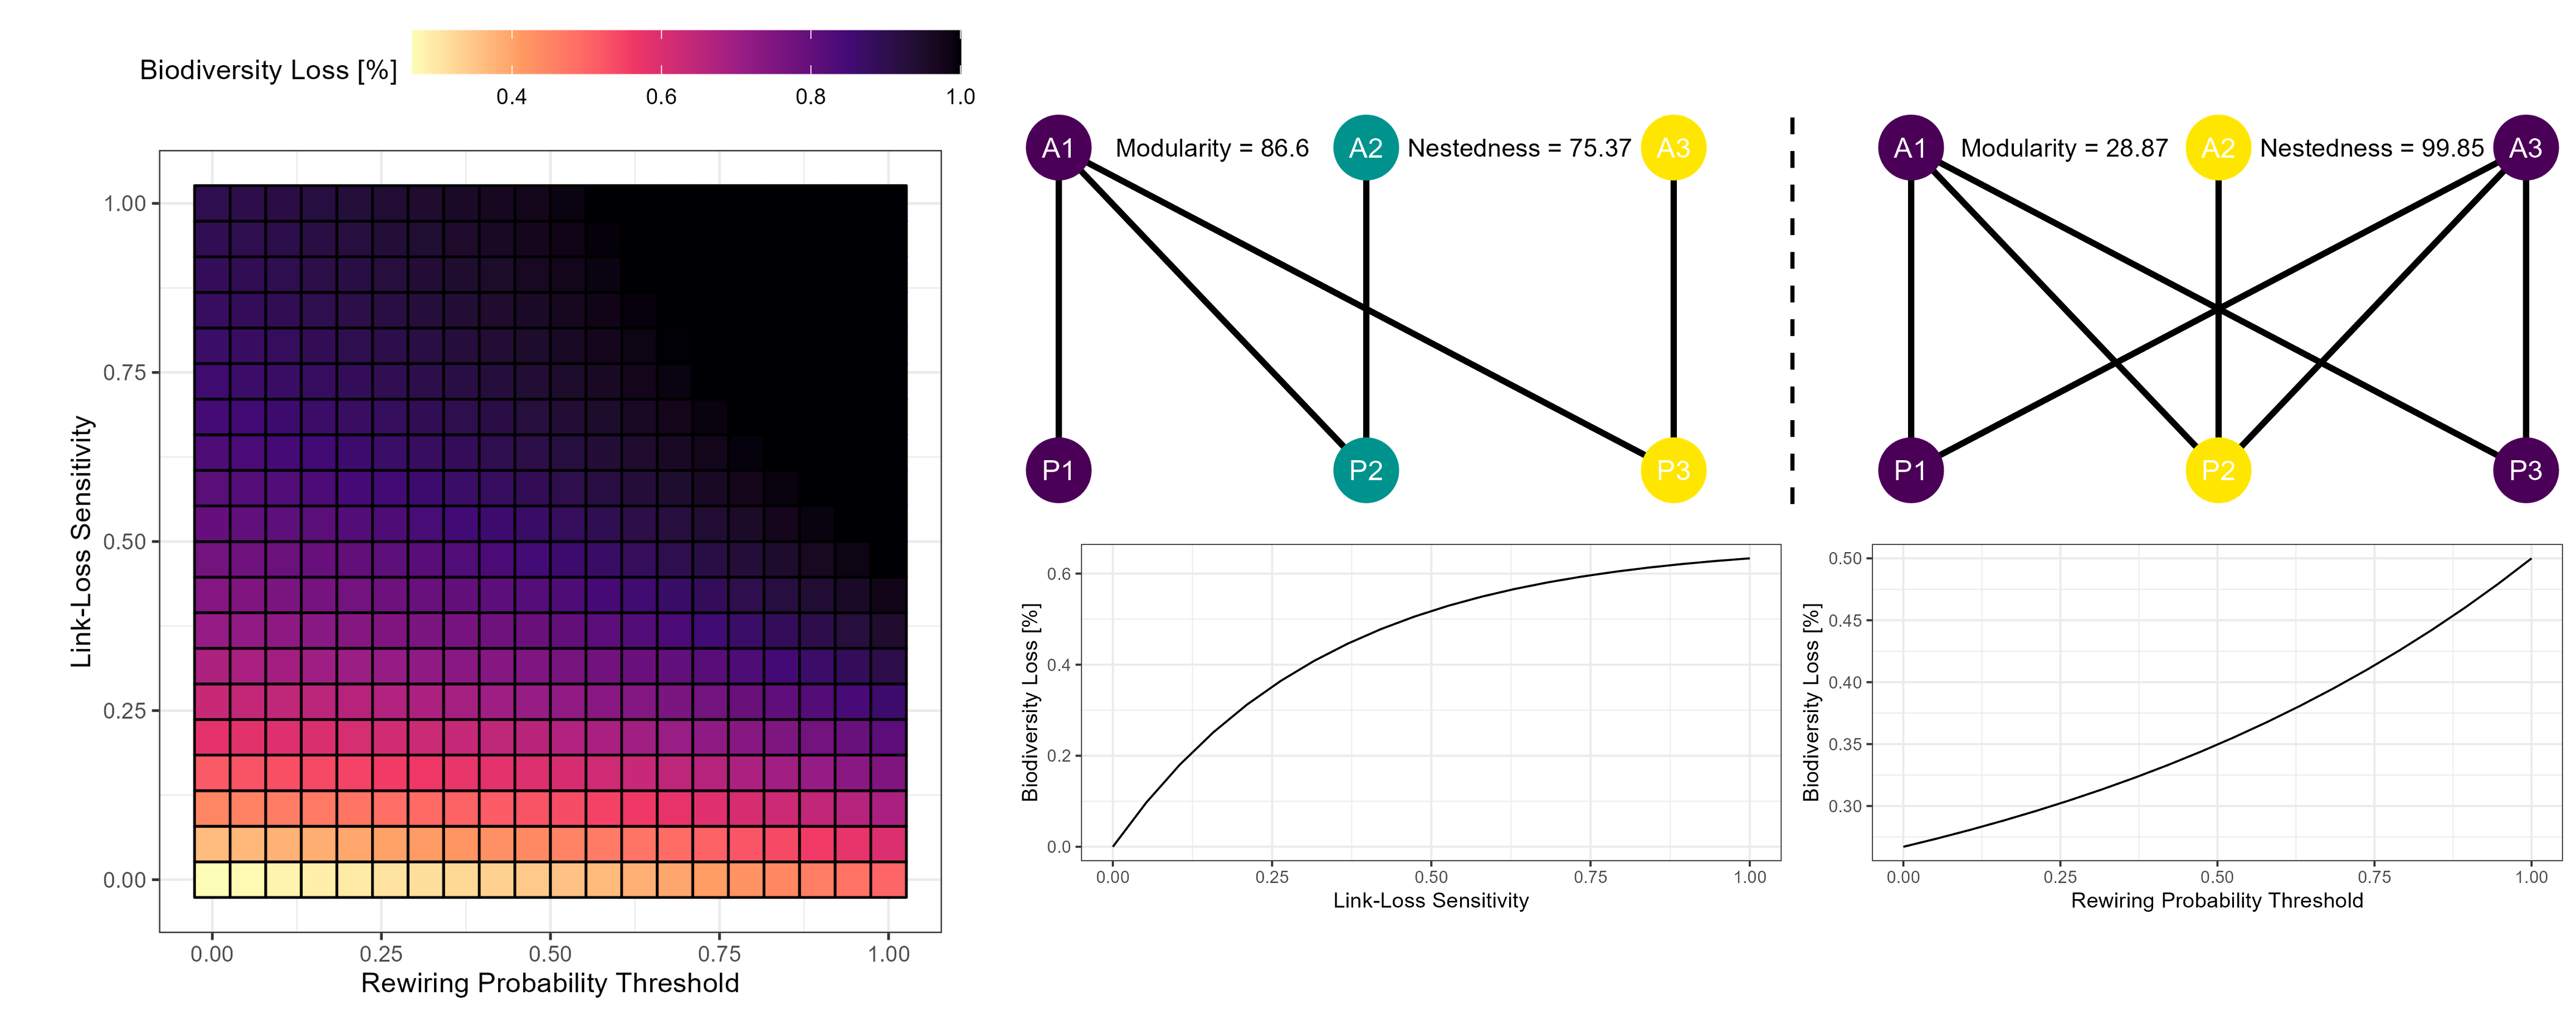 Biodiversity Loss [%]
0.4 0.6 0.8 1.0
Link-Loss Sensitivity
1.00
0.75
0.50
0.25
0.00
0.00 0.25 0.50 0.75 1.00
Rewiring Probability Threshold
A1 Modularity = 86.6 A2 Nestedness = 75.37 A3
P1 P2 P3
A1 Modularity = 28.87 A2 Nestedness = 99.85 A3
P1 P2 P3
Biodiversity Loss [%]
0.6
0.4
0.2
0.0
0.00 0.25 0.50 0.75 1.00
Link-Loss Sensitivity
Biodiversity Loss [%]
0.50
0.45
0.40
0.35
0.30
0.00 0.25 0.50 0.75 1.00
Rewiring Probability Threshold